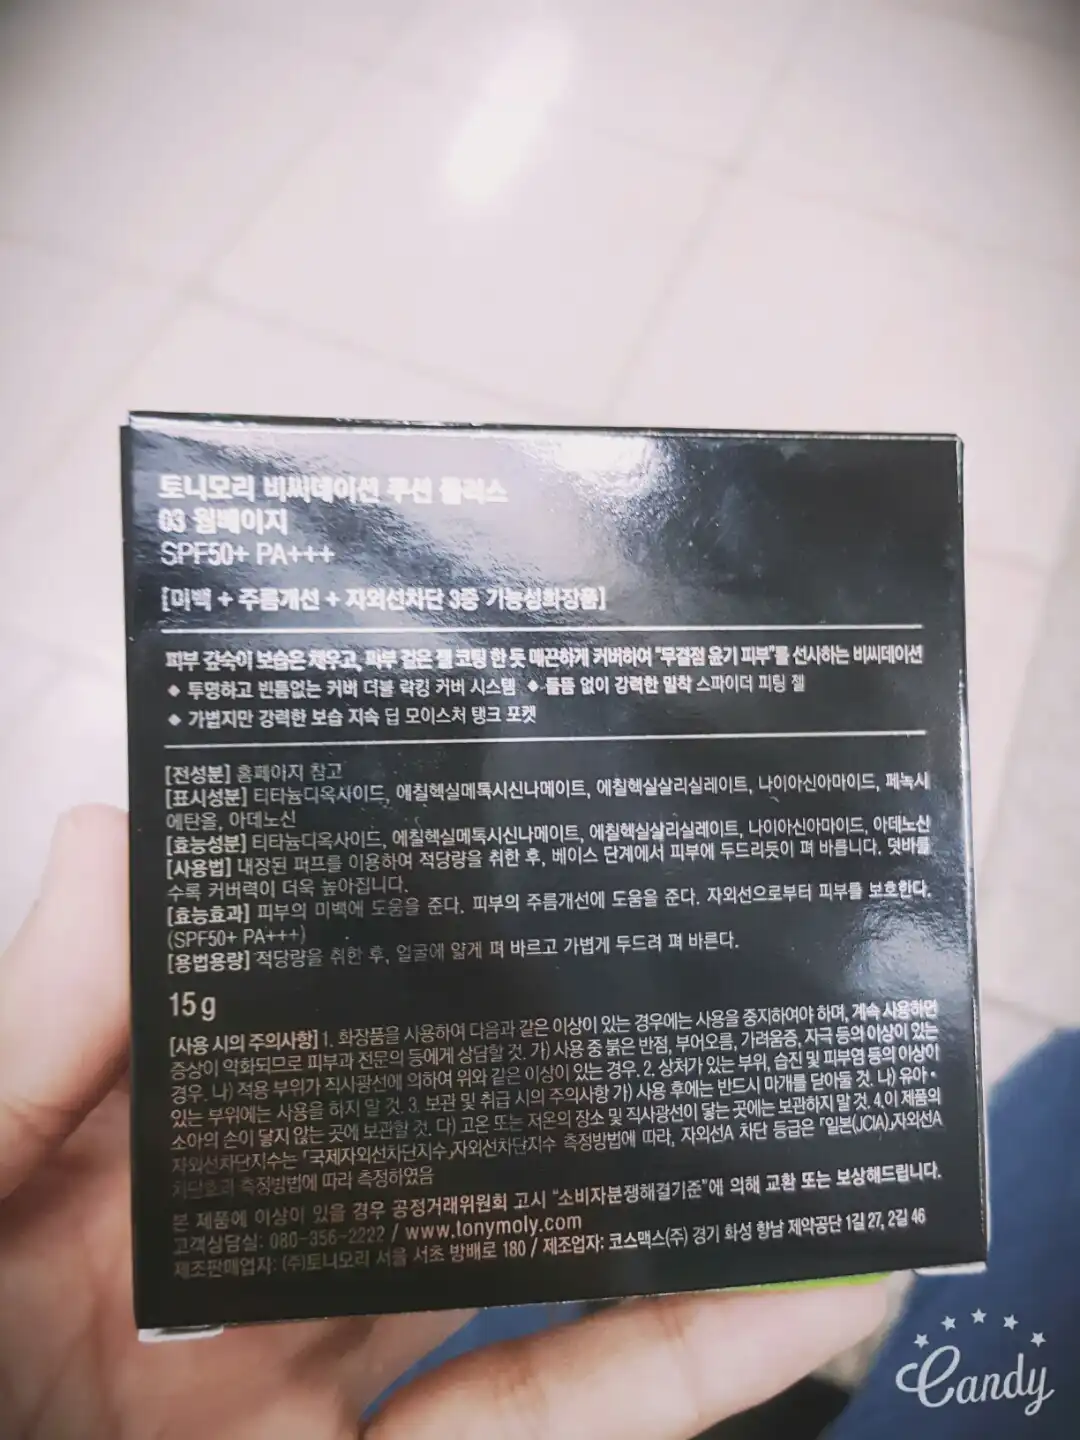 토니모리 비씨데이션 쿠션 플러스
03 웜베이지
SPF50+ PA+++
[미백 + 주름개선 + 자외선차단 3중 기능성화장품]
피부 깊숙이 보습은 채우고, 피부 겉은 젤 코팅 한 듯 매끈하게 커버하여 "무결점 윤기 피부"를 선사하는 비씨데이션
◆ 투명하고 빈틈없는 커버 더블 락킹 커버 시스템 ◆ 들뜸 없이 강력한 밀착 스파이더 피팅 젤
◆ 가볍지만 강력한 보습 지속 딥 모이스처 탱크 포켓
[전성분] 홈페이지 참고
[표시성분] 티타늄디옥사이드, 에칠헥실메톡시신나메이트, 에칠헥실살리실레이트, 나이아신아마이드, 페녹시
에탄올, 아데노신
[효능성분] 티타늄디옥사이드, 에칠헥실메톡시신나메이트, 에칠헥실살리실레이트, 나이아신아마이드, 아데노신
[사용법] 내장된 퍼프를 이용하여 적당량을 취한 후, 베이스 단계에서 피부에 두드리듯이 펴 바릅니다. 덧바를
수록 커버력이 더욱 높아집니다.
[효능효과] 피부의 미백에 도움을 준다. 피부의 주름개선에 도움을 준다. 자외선으로부터 피부를 보호한다.
(SPF50+ PA+++)
[용법용량] 적당량을 취한 후, 얼굴에 얇게 펴 바르고 가볍게 두드려 펴 바른다.
15g
[사용 시의 주의사항] 1. 화장품을 사용하여 다음과 같은 이상이 있는 경우에는 사용을 중지하여야 하며, 계속 사용하면
증상이 악화되므로 피부과 전문의 등에게 상담할 것. 가) 사용 중 붉은 반점, 부어오름, 가려움증, 자극 등의 이상이 있는
경우. 나) 적용 부위가 직사광선에 의하여 위와 같은 이상이 있는 경우. 2. 상처가 있는 부위, 습진 및 피부염 등의 이상이
있는 부위에는 사용을 하지 말 것. 3. 보관 및 취급 시의 주의사항 가) 사용 후에는 반드시 마개를 닫아둘 것. 나) 유아·
소아의 손이 닿지 않는 곳에 보관할 것. 다) 고온 또는 저온의 장소 및 직사광선이 닿는 곳에는 보관하지 말 것. 4.이 제품의
자외선차단지수는 「국제자외선차단지수」자외선차단지수 측정방법에 따라, 자외선A 차단 등급은 「일본(JCIA)」자외선A
차단효과 측정방법에 따라 측정하였음
본 제품에 이상이 있을 경우 공정거래위원회 고시 "소비자분쟁해결기준"에 의해 교환 또는 보상해드립니다.
고객상담실: 080-356-2222 / www.tonymoly.com
제조판매업자: (주)토니모리 서울 서초 방배로 180 / 제조업자: 코스맥스(주) 경기 화성 향남 제약공단 1길 27, 2길 46
Candy